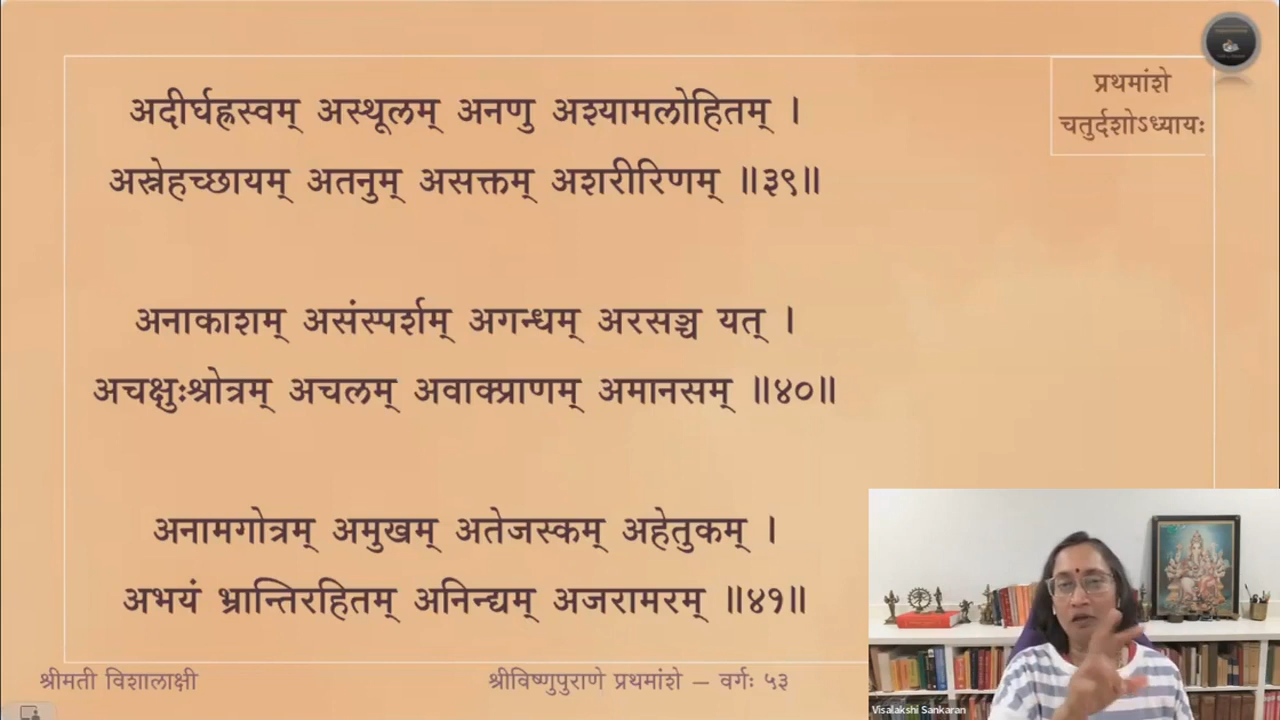 प्रथमांशे
चतुर्दशोऽध्यायः
अदीर्घह्रस्वम् अस्थूलम् अनणु अश्यामलोहितम् ।
अस्नेहच्छायम् अतनुम् असक्तम् अशरीरिणम् ॥३९॥
अनाकाशम् असंस्पर्शम् अगन्धम् अरसञ्च यत् ।
अचक्षुःश्रोत्रम् अचलम् अवाक्प्राणम् अमानसम् ॥४०॥
अनामगोत्रम् अमुखम् अतेजस्कम् अहेतुकम् ।
अभयं भ्रान्तिरहितम् अनिन्द्यम् अजरामरम् ॥४१॥
श्रीमती विशालाक्षी
श्रीविष्णुपुराणे प्रथमांशे – वर्गः ५३
Visalakshi Sankaran